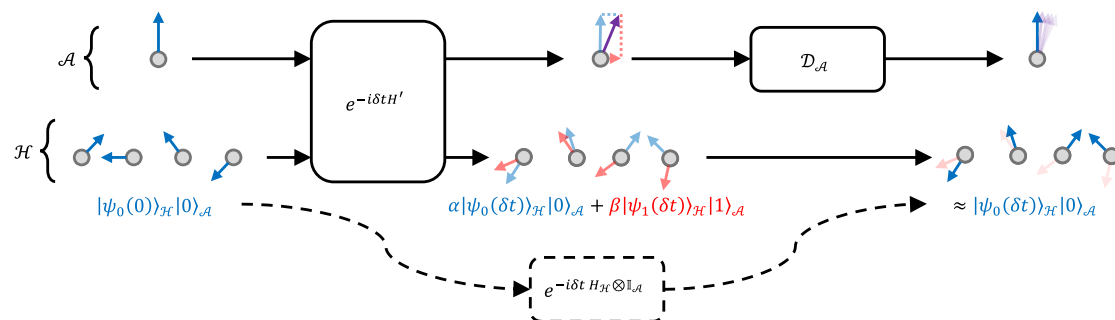 𝒜
e^{-iδtH′}
𝒟_𝒜
ℋ
|ψ₀(0)⟩_ℋ|0⟩_𝒜
α|ψ₀(δt)⟩_ℋ|0⟩_𝒜 + β|ψ₁(δt)⟩_ℋ|1⟩_𝒜
≈ |ψ₀(δt)⟩_ℋ|0⟩_𝒜
e^{-iδt H_ℋ⊗𝕀_𝒜}